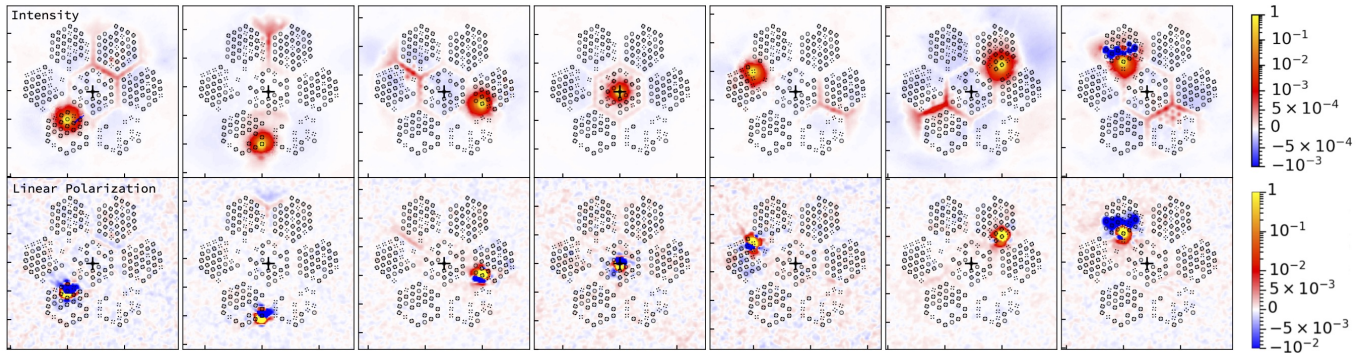 Intensity
1
10⁻¹
10⁻²
10⁻³
5 × 10⁻⁴
0
−5 × 10⁻⁴
−10⁻³
Linear Polarization
1
10⁻¹
10⁻²
5 × 10⁻³
0
−5 × 10⁻³
−10⁻²